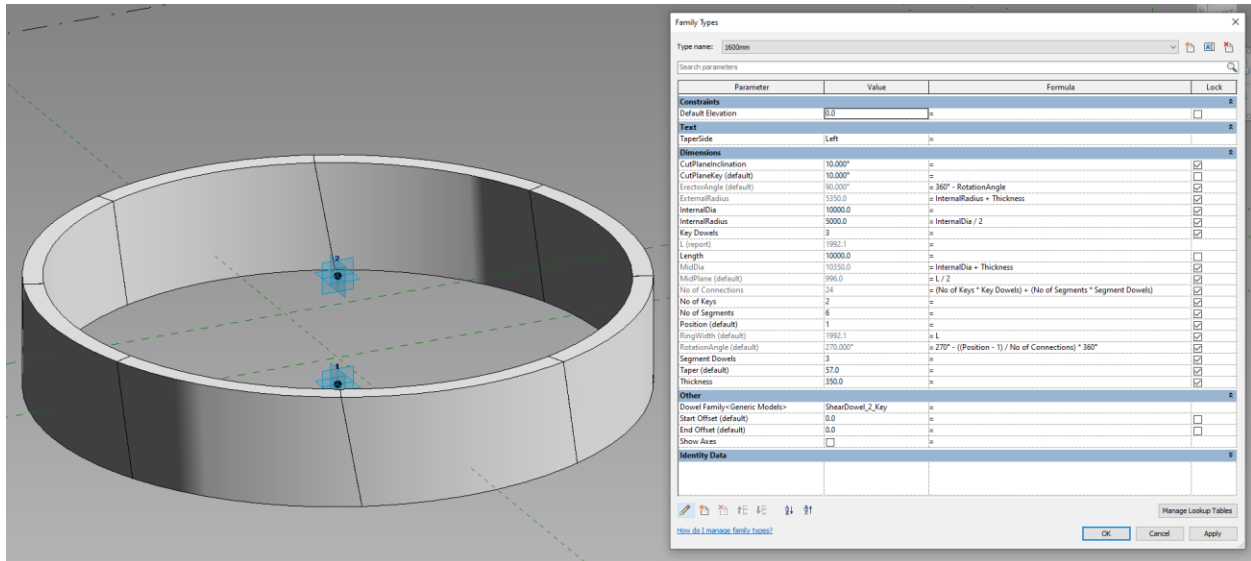 Family Types
Type name: 1600mm
Search parameters
Parameter Value Formula Lock
Constraints
Default Elevation 0.0 =
Text
TaperSide Left =
Dimensions
CutPlaneInclination 10.000° =
CutPlaneKey (default) 10.000° =
ErectorAngle (default) 90.000° = 360° - RotationAngle
ExternalRadius 5350.0 = InternalRadius + Thickness
InternalDia 10000.0 =
InternalRadius 5000.0 = InternalDia / 2
Key Dowels 3 =
L (report) 1992.1 =
Length 10000.0 =
MidDia 10350.0 = InternalDia + Thickness
MidPlane (default) 996.0 = L / 2
No of Connections 24 = (No of Keys * Key Dowels) + (No of Segments * Segment Dowels)
No of Keys 2 =
No of Segments 6 =
Position (default) 1 =
RingWidth (default) 1992.1 = L
RotationAngle (default) 270.000° = 270° - ((Position - 1) / No of Connections) * 360°
Segment Dowels 3 =
Taper (default) 57.0 =
Thickness 350.0 =
Other
Dowel Family<Generic Models> ShearDowel_2_Key =
Start Offset (default) 0.0 =
End Offset (default) 0.0 =
Show Axes =
Identity Data
Manage Lookup Tables
How do I manage family types?
OK Cancel Apply
2
1